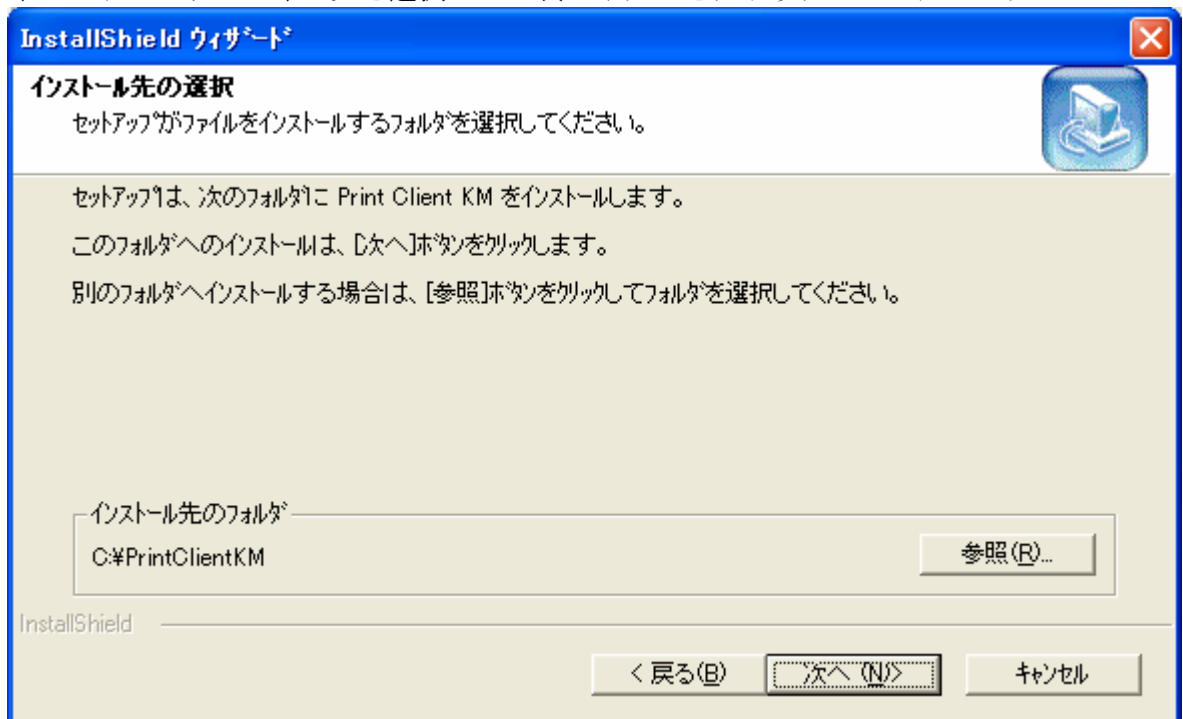 InstallShield ウィザード
インストール先の選択
セットアップがファイルをインストールするフォルダを選択してください。
セットアップは、次のフォルダに Print Client KM をインストールします。
このフォルダへのインストールは、[次へ]ボタンをクリックします。
別のフォルダへインストールする場合は、[参照]ボタンをクリックしてフォルダを選択してください。
インストール先のフォルダ
C:¥PrintClientKM
参照(R)...
InstallShield
< 戻る(B)
次へ (N)>
キャンセル